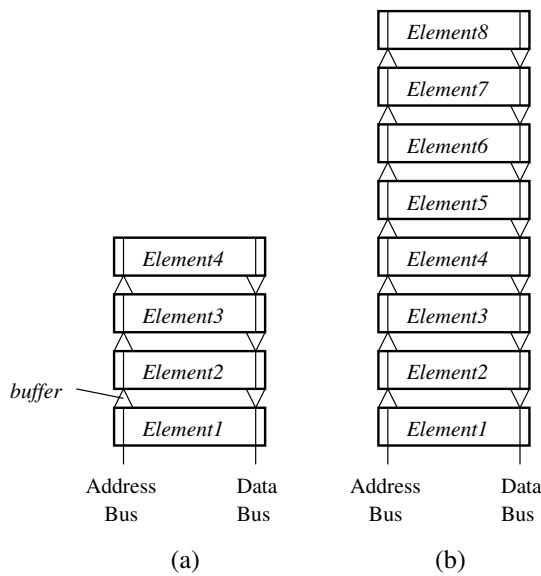 Element8
Element7
Element6
Element5
Element4
Element3
Element2
Element1
Address
Bus
Data
Bus
(b)
Element4
Element3
Element2
buffer
Element1
Address
Bus
Data
Bus
(a)